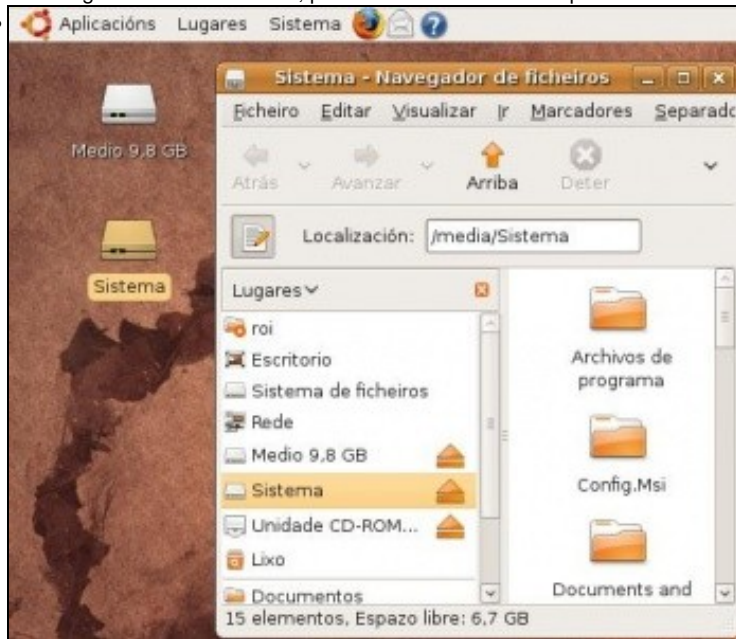 Aplicacións Lugares Sistema
Medio 9,8 GB
Sistema
Sistema - Navegador de ficheiros
Ficheiro Editar Visualizar Ir Marcadores Separado
Atrás Avanzar Arriba Deter
Localización: /media/Sistema
Lugares
roi
Escritorio
Sistema de ficheiros
Rede
Medio 9,8 GB
Sistema
Unidade CD-ROM...
Lixo
Documentos
Archivos de
programa
Config.Msi
Documents and
15 elementos, Espazo libre: 6,7 GB